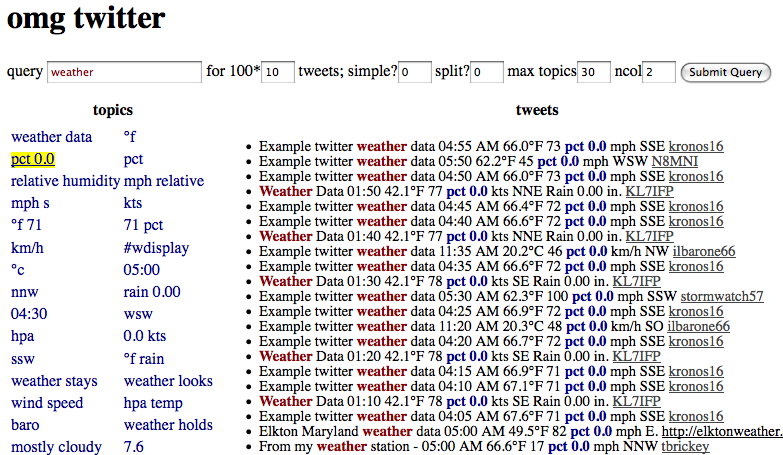 omg twitter
query weather for 100* 10 tweets; simple? 0 split? 0 max topics 30 ncol 2 Submit Query
topics
weather data °f
pct 0.0 pct
relative humidity mph relative
mph s kts
°f 71 71 pct
km/h #wdisplay
°c 05:00
nnw rain 0.00
04:30 wsw
hpa 0.0 kts
ssw °f rain
weather stays weather looks
wind speed hpa temp
baro weather holds
mostly cloudy 7.6
tweets
• Example twitter weather data 04:55 AM 66.0°F 73 pct 0.0 mph SSE kronos16
• Example twitter weather data 05:50 62.2°F 45 pct 0.0 mph WSW N8MNI
• Example twitter weather data 04:50 AM 66.0°F 73 pct 0.0 mph SSE kronos16
• Weather Data 01:50 42.1°F 77 pct 0.0 kts NNE Rain 0.00 in. KL7IFP
• Example twitter weather data 04:45 AM 66.4°F 72 pct 0.0 mph SSE kronos16
• Example twitter weather data 04:40 AM 66.6°F 72 pct 0.0 mph SSE kronos16
• Weather Data 01:40 42.1°F 77 pct 0.0 kts NNE Rain 0.00 in. KL7IFP
• Example twitter weather data 11:35 AM 20.2°C 46 pct 0.0 km/h NW ilbarone66
• Example twitter weather data 04:35 AM 66.6°F 72 pct 0.0 mph SSE kronos16
• Weather Data 01:30 42.1°F 78 pct 0.0 kts SE Rain 0.00 in. KL7IFP
• Example twitter weather data 05:30 AM 62.3°F 100 pct 0.0 mph SSW stormwatch57
• Example twitter weather data 04:25 AM 66.9°F 72 pct 0.0 mph SSE kronos16
• Example twitter weather data 11:20 AM 20.3°C 48 pct 0.0 km/h SO ilbarone66
• Example twitter weather data 04:20 AM 66.7°F 72 pct 0.0 mph SSE kronos16
• Weather Data 01:20 42.1°F 78 pct 0.0 kts SE Rain 0.00 in. KL7IFP
• Example twitter weather data 04:15 AM 66.9°F 71 pct 0.0 mph SSE kronos16
• Example twitter weather data 04:10 AM 67.1°F 71 pct 0.0 mph SSE kronos16
• Weather Data 01:10 42.1°F 78 pct 0.0 kts SE Rain 0.00 in. KL7IFP
• Example twitter weather data 04:05 AM 67.6°F 71 pct 0.0 mph SSE kronos16
• Elkton Maryland weather data 05:00 AM 49.5°F 82 pct 0.0 mph E. http://elktonweather.
• From my weather station - 05:00 AM 66.6°F 17 pct 0.0 mph NNW tbrickey